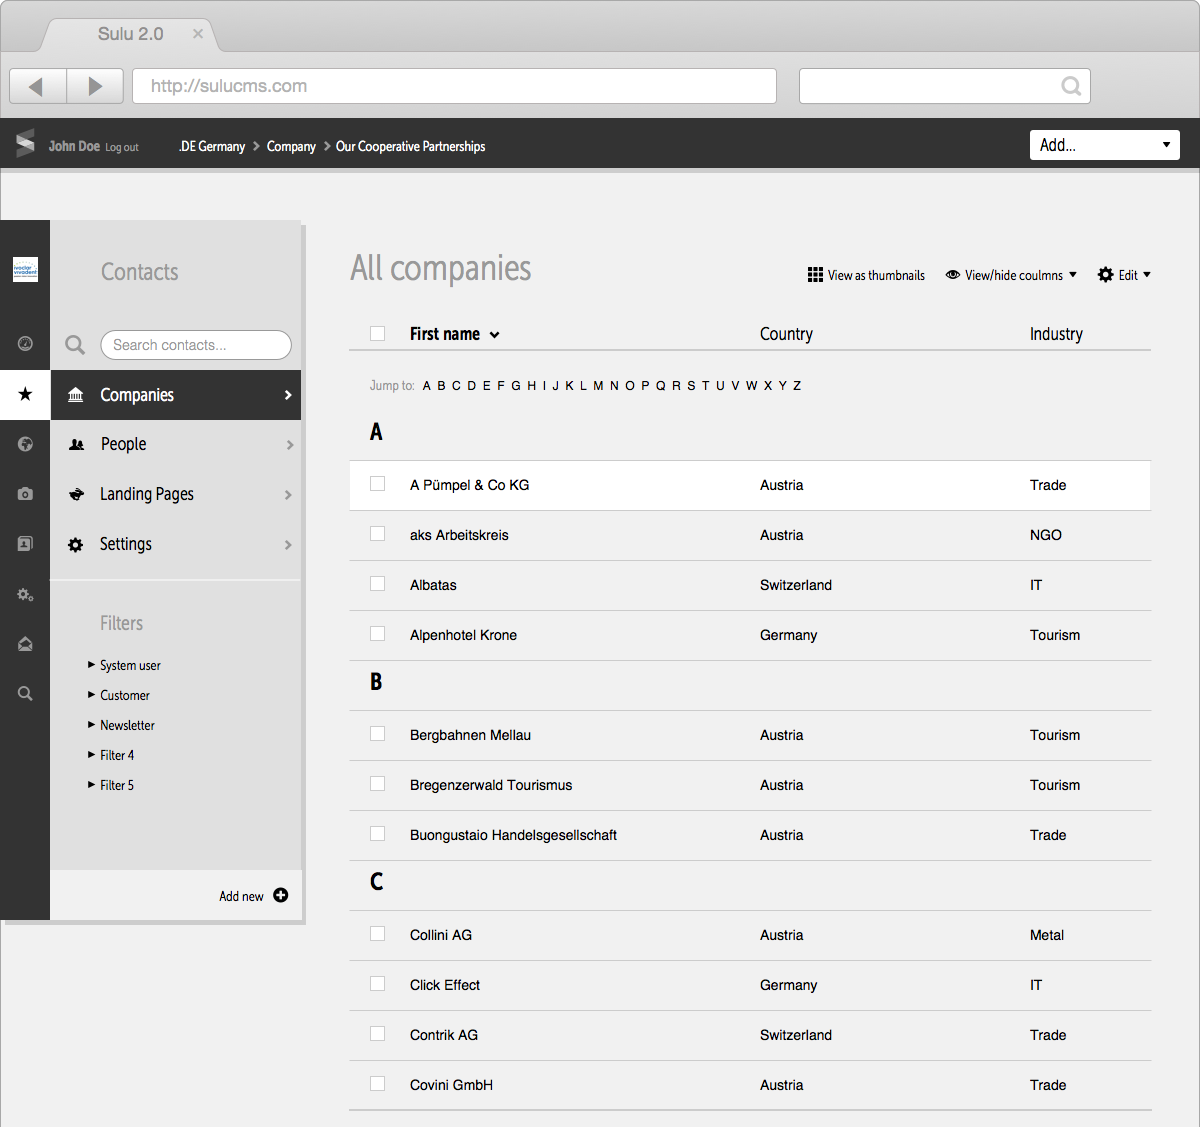 Sulu 2.0
http://sulucms.com
John Doe Log out .DE Germany Company Our Cooperative Partnerships Add...
Contacts
Search contacts...
Companies
People
Landing Pages
Settings
Filters
System user
Customer
Newsletter
Filter 4
Filter 5
Add new
All companies
View as thumbnails View/hide coulmns Edit
First name Country Industry
Jump to: A B C D E F G H I J K L M N O P Q R S T U V W X Y Z
A
A Pümpel & Co KG Austria Trade
aks Arbeitskreis Austria NGO
Albatas Switzerland IT
Alpenhotel Krone Germany Tourism
B
Bergbahnen Mellau Austria Tourism
Bregenzerwald Tourismus Austria Tourism
Buongustaio Handelsgesellschaft Austria Trade
C
Collini AG Austria Metal
Click Effect Germany IT
Contrik AG Switzerland Trade
Covini GmbH Austria Trade